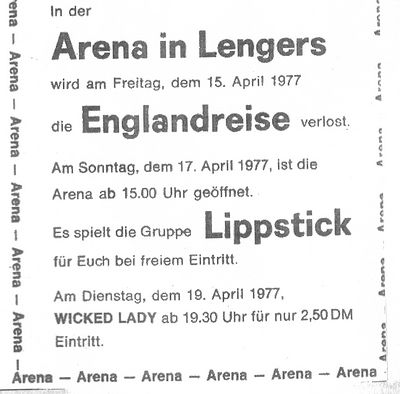 In der
Arena in Lengers
wird am Freitag, dem 15. April 1977
die Englandreise verlost.
Am Sonntag, dem 17. April 1977, ist die
Arena ab 15.00 Uhr geöffnet.
Es spielt die Gruppe Lippstick
für Euch bei freiem Eintritt.
Am Dienstag, dem 19. April 1977,
WICKED LADY ab 19.30 Uhr für nur 2,50 DM
Eintritt.
Arena — Arena — Arena — Arena — Arena — Arena
Arena — Arena — Arena — Arena — Arena